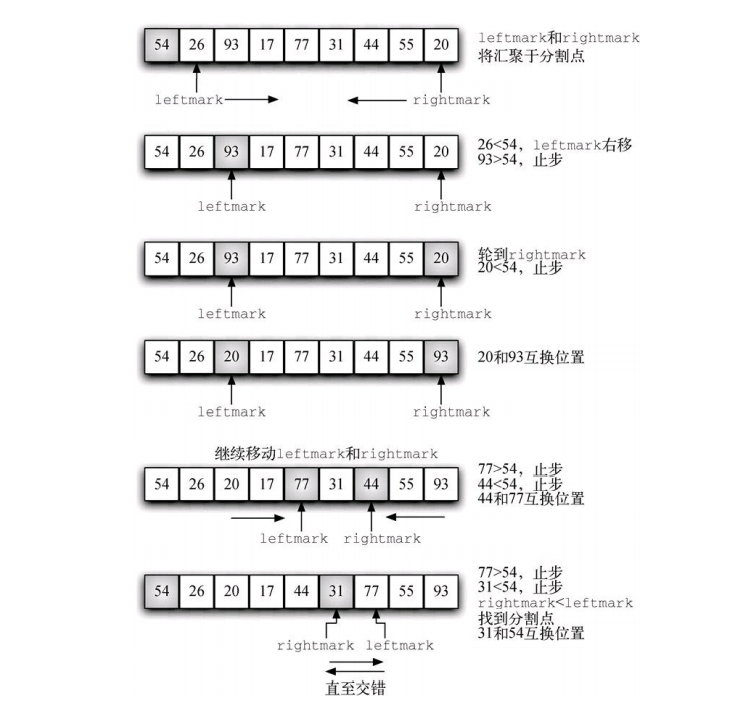 54 26 93 17 77 31 44 55 20
leftmark和rightmark
将汇聚于分割点
leftmark rightmark
54 26 93 17 77 31 44 55 20
26<54，leftmark右移
93>54，止步
leftmark rightmark
54 26 93 17 77 31 44 55 20
轮到rightmark
20<54，止步
leftmark rightmark
54 26 20 17 77 31 44 55 93
20和93互换位置
leftmark rightmark
继续移动leftmark和rightmark
54 26 20 17 77 31 44 55 93
77>54，止步
44<54，止步
44和77互换位置
leftmark rightmark
54 26 20 17 44 31 77 55 93
77>54，止步
31<54，止步
rightmark<leftmark
找到分割点
31和54互换位置
rightmark leftmark
直至交错